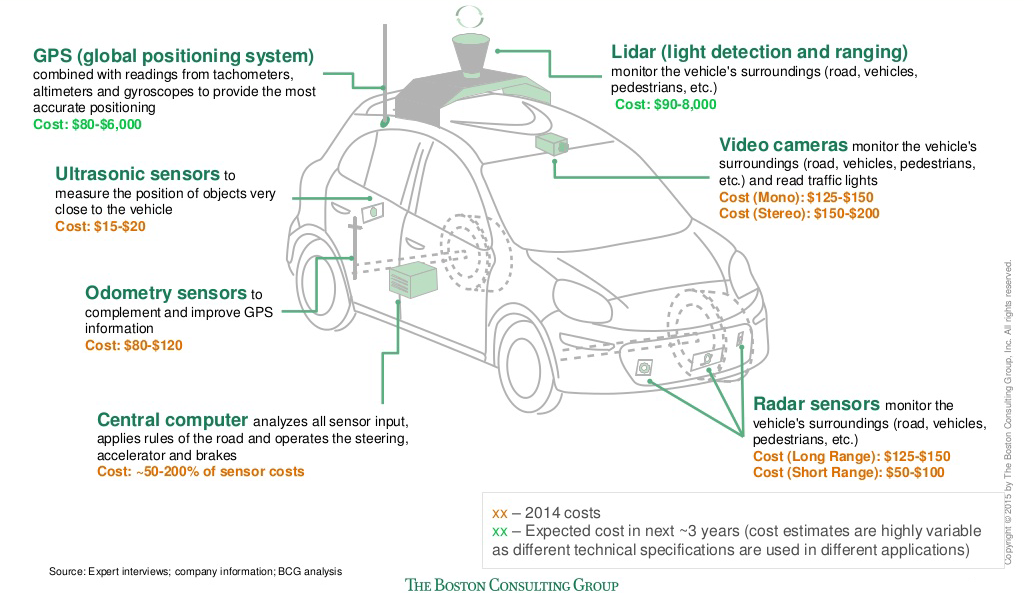 GPS (global positioning system)
combined with readings from tachometers,
altimeters and gyroscopes to provide the most
accurate positioning
Cost: $80-$6,000
Lidar (light detection and ranging)
monitor the vehicle's surroundings (road, vehicles,
pedestrians, etc.)
Cost: $90-8,000
Video cameras monitor the vehicle's
surroundings (road, vehicles, pedestrians,
etc.) and read traffic lights
Cost (Mono): $125-$150
Cost (Stereo): $150-$200
Ultrasonic sensors to
measure the position of objects very
close to the vehicle
Cost: $15-$20
Odometry sensors to
complement and improve GPS
information
Cost: $80-$120
Central computer analyzes all sensor input,
applies rules of the road and operates the steering,
accelerator and brakes
Cost: ~50-200% of sensor costs
Radar sensors monitor the
vehicle's surroundings (road, vehicles,
pedestrians, etc.)
Cost (Long Range): $125-$150
Cost (Short Range): $50-$100
xx – 2014 costs
xx – Expected cost in next ~3 years (cost estimates are highly variable
as different technical specifications are used in different applications)
Source: Expert interviews; company information; BCG analysis
THE BOSTON CONSULTING GROUP
Copyright © 2015 by The Boston Consulting Group, Inc. All rights reserved.